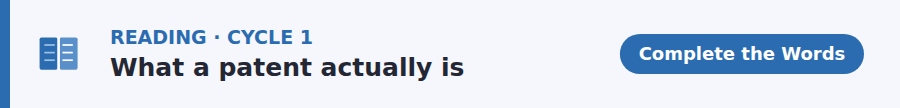 READING · CYCLE 1
What a patent actually is
Complete the Words